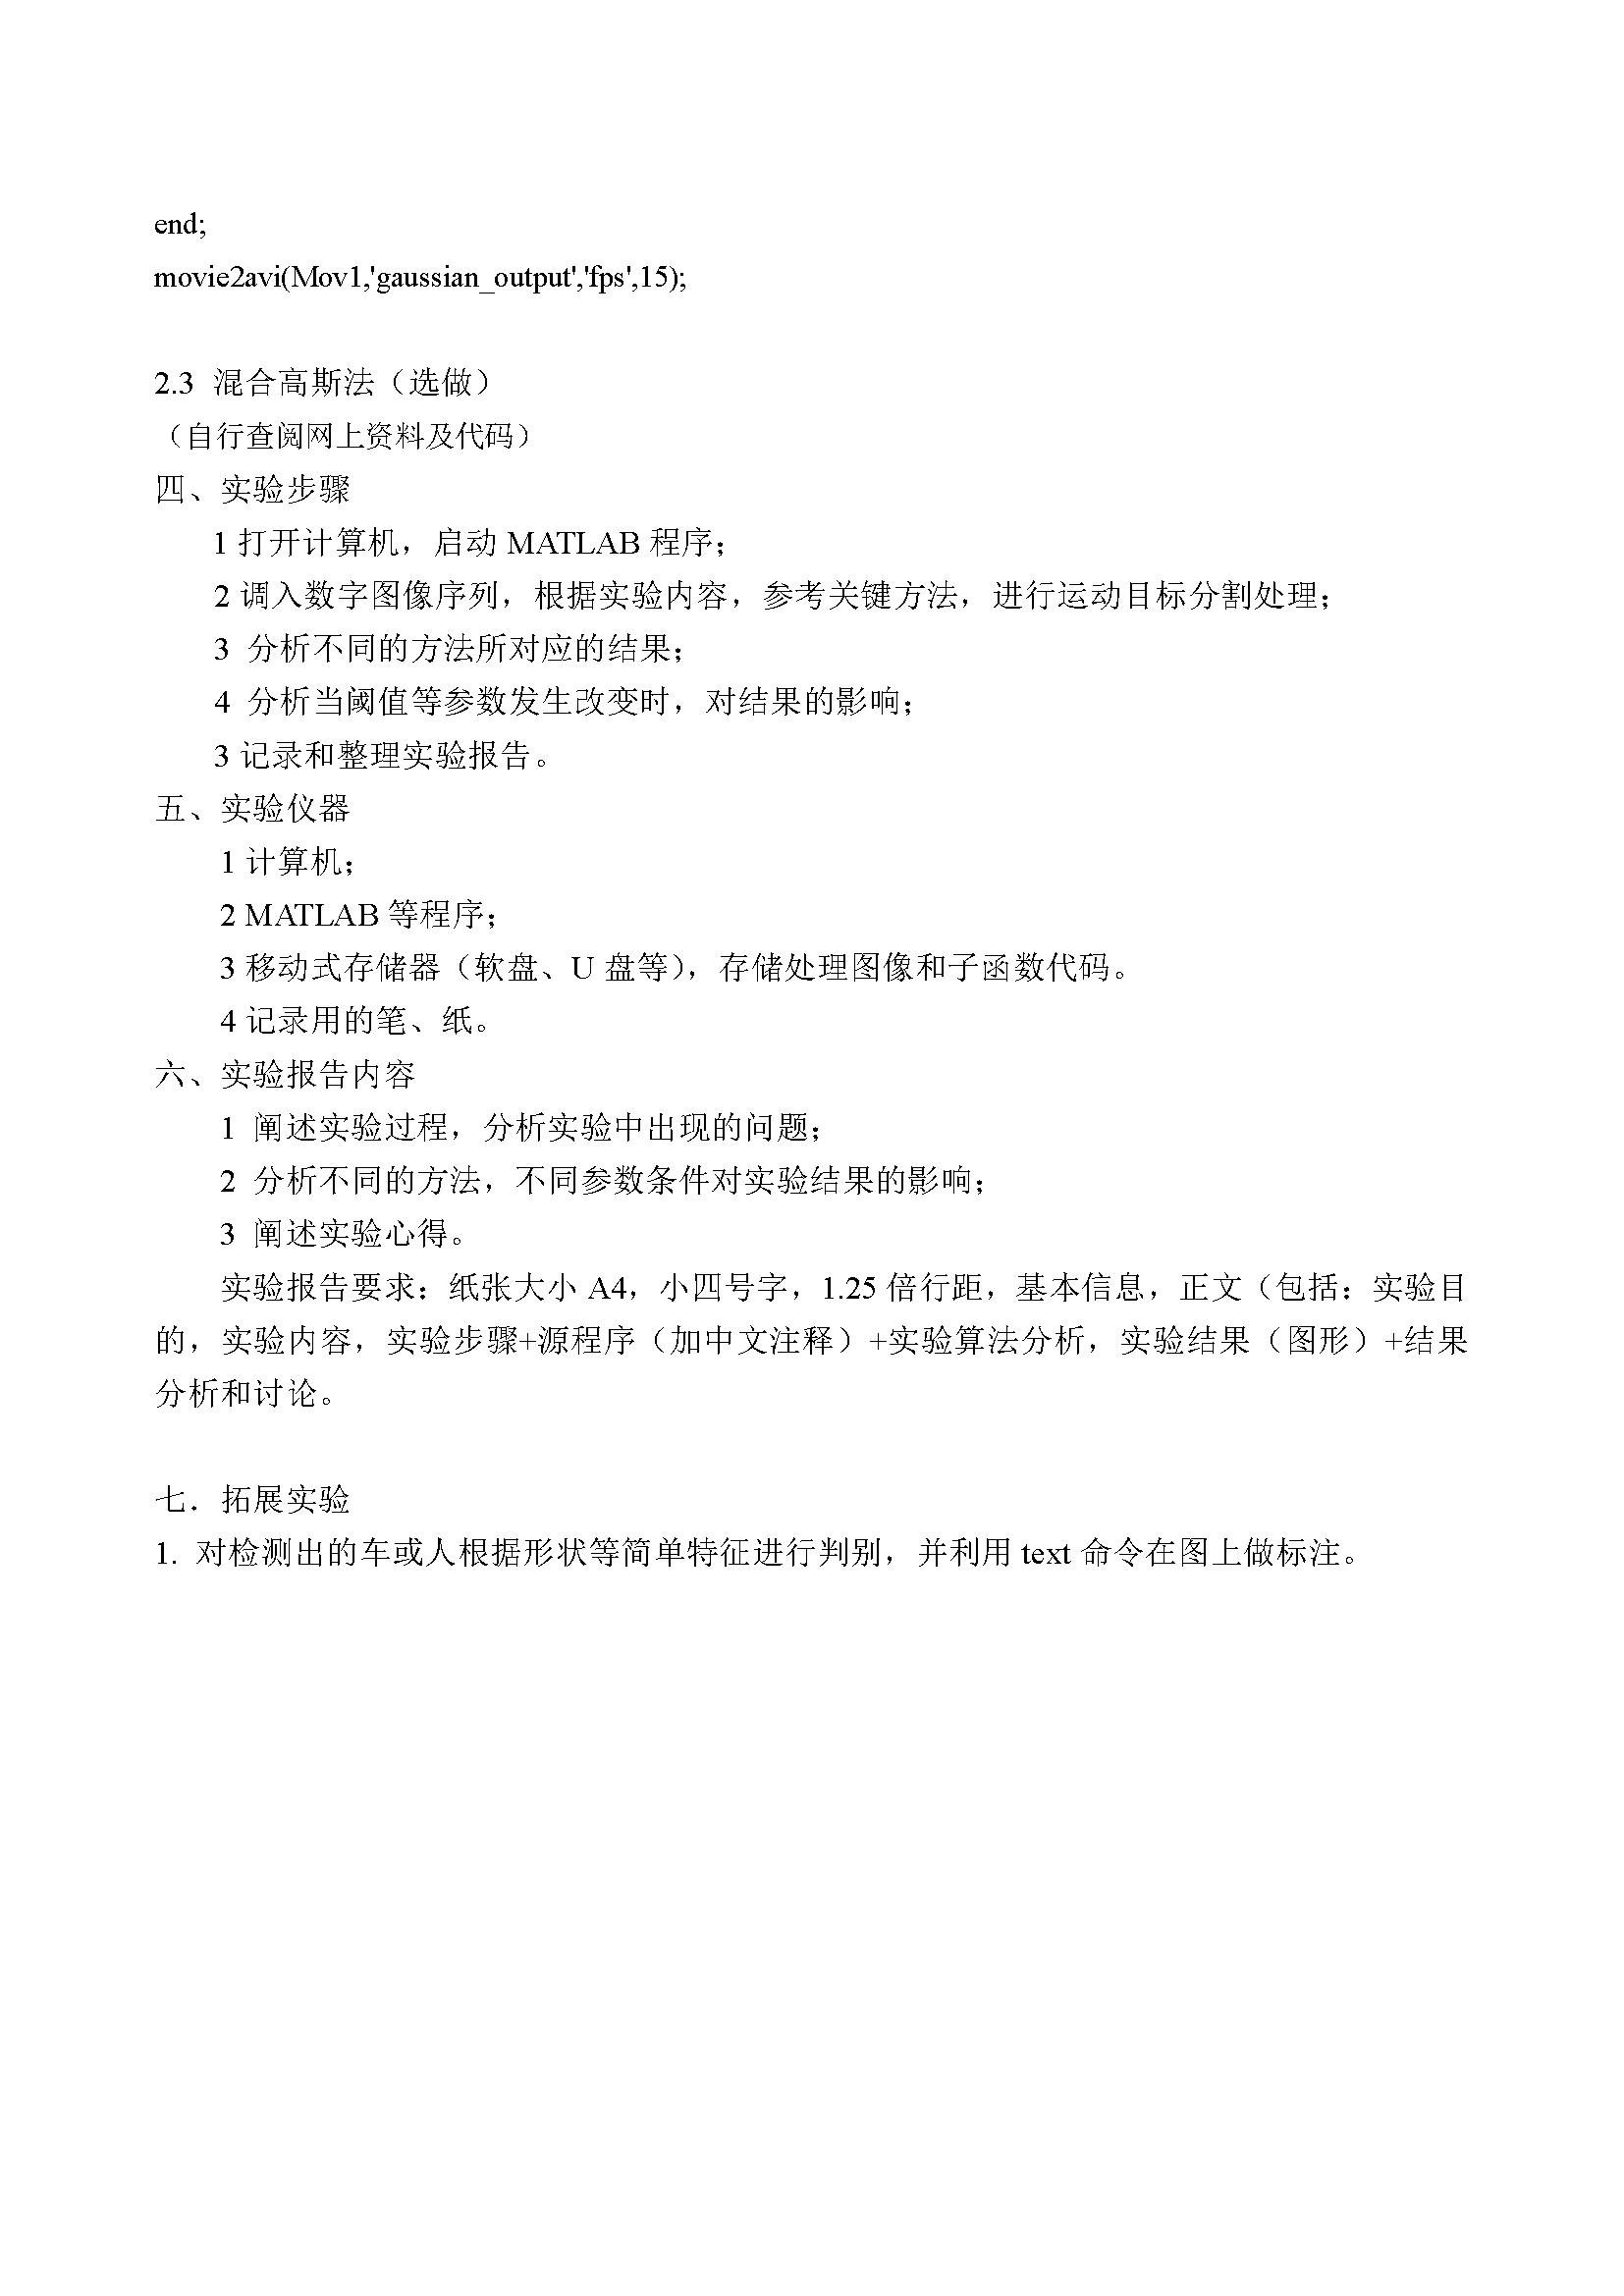 end;
movie2avi(Mov1,'gaussian_output','fps',15);
2.3 混合高斯法（选做）
（自行查阅网上资料及代码）
四、实验步骤
1 打开计算机，启动 MATLAB 程序；
2 调入数字图像序列，根据实验内容，参考关键方法，进行运动目标分割处理；
3 分析不同的方法所对应的结果；
4 分析当阈值等参数发生改变时，对结果的影响；
3 记录和整理实验报告。
五、实验仪器
1 计算机；
2 MATLAB 等程序；
3 移动式存储器（软盘、U 盘等），存储处理图像和子函数代码。
4 记录用的笔、纸。
六、实验报告内容
1 阐述实验过程，分析实验中出现的问题；
2 分析不同的方法，不同参数条件对实验结果的影响；
3 阐述实验心得。
实验报告要求：纸张大小 A4，小四号字，1.25 倍行距，基本信息，正文（包括：实验目
的，实验内容，实验步骤+源程序（加中文注释）+实验算法分析，实验结果（图形）+结果
分析和讨论。
七．拓展实验
1. 对检测出的车或人根据形状等简单特征进行判别，并利用 text 命令在图上做标注。